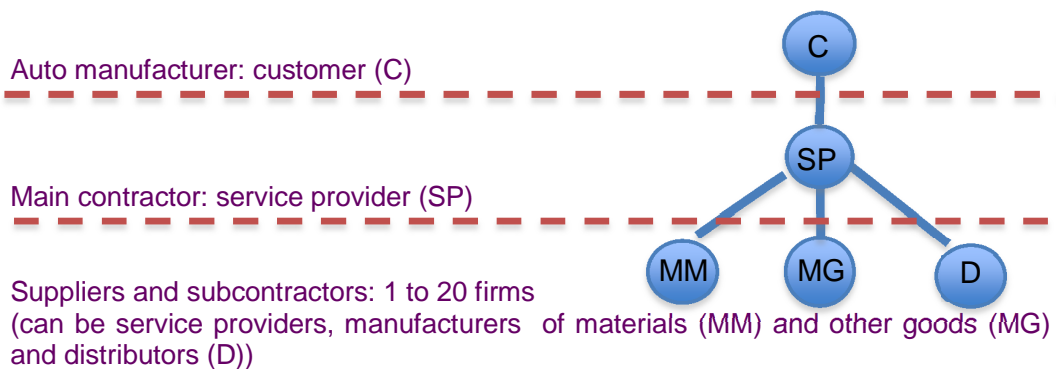 C
Auto manufacturer: customer (C)
SP
Main contractor: service provider (SP)
MM MG D
Suppliers and subcontractors: 1 to 20 firms
(can be service providers, manufacturers of materials (MM) and other goods (MG)
and distributors (D))